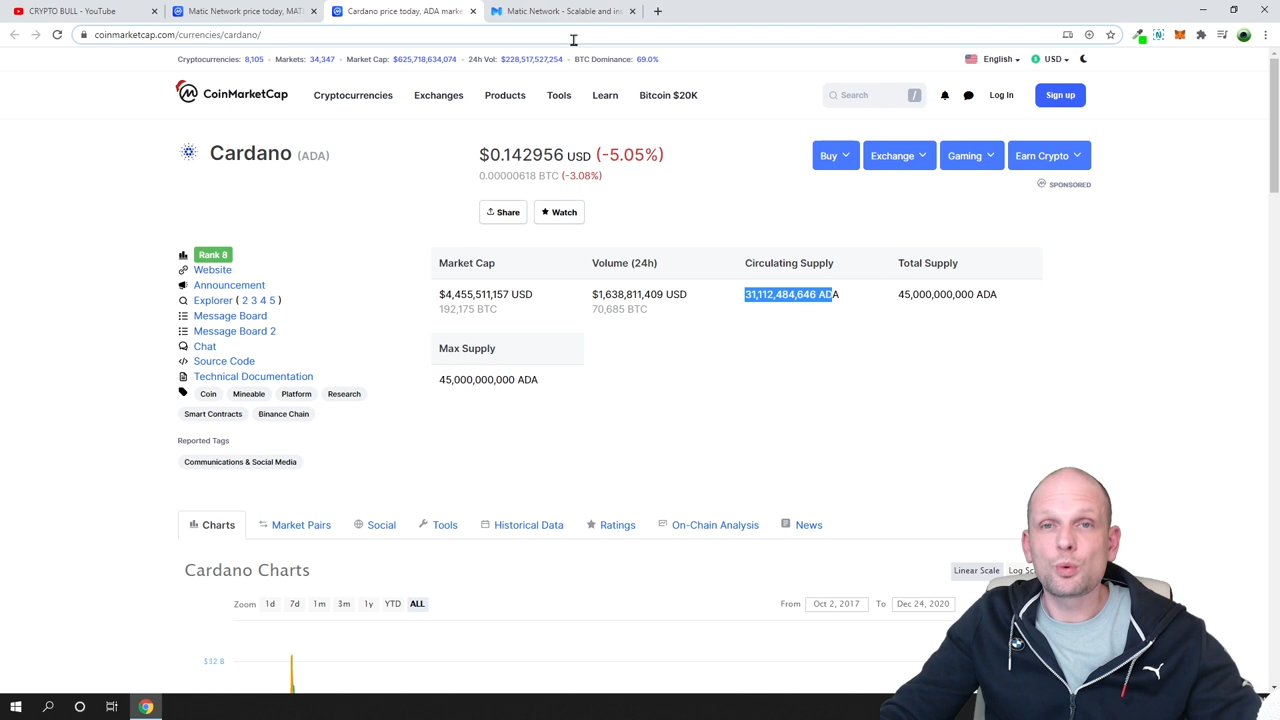 CRYPTO BULL - YouTube
Matic Network price today, MATI
Cardano price today, ADA marke
Matic Network - Scalable and ins
coinmarketcap.com/currencies/cardano/
Cryptocurrencies: 8,105 • Markets: 34,347 • Market Cap: $625,718,634,074 • 24h Vol: $228,517,527,254 • BTC Dominance: 69.0%
English
USD
CoinMarketCap
Cryptocurrencies
Exchanges
Products
Tools
Learn
Bitcoin $20K
Search
/
Log In
Sign up
Cardano (ADA)
$0.142956 USD (-5.05%)
0.00000618 BTC (-3.08%)
Buy
Exchange
Gaming
Earn Crypto
SPONSORED
Share
Watch
Rank 8
Website
Announcement
Explorer ( 2 3 4 5 )
Message Board
Message Board 2
Chat
Source Code
Technical Documentation
Coin
Mineable
Platform
Research
Smart Contracts
Binance Chain
Reported Tags
Communications & Social Media
Market Cap
Volume (24h)
Circulating Supply
Total Supply
$4,455,511,157 USD
$1,638,811,409 USD
31,112,484,646 ADA
45,000,000,000 ADA
192,175 BTC
70,685 BTC
Max Supply
45,000,000,000 ADA
Charts
Market Pairs
Social
Tools
Historical Data
Ratings
On-Chain Analysis
News
Cardano Charts
Linear Scale
Log Sc
Zoom
1d
7d
1m
3m
1y
YTD
ALL
From
Oct 2, 2017
To
Dec 24, 2020
$32 B